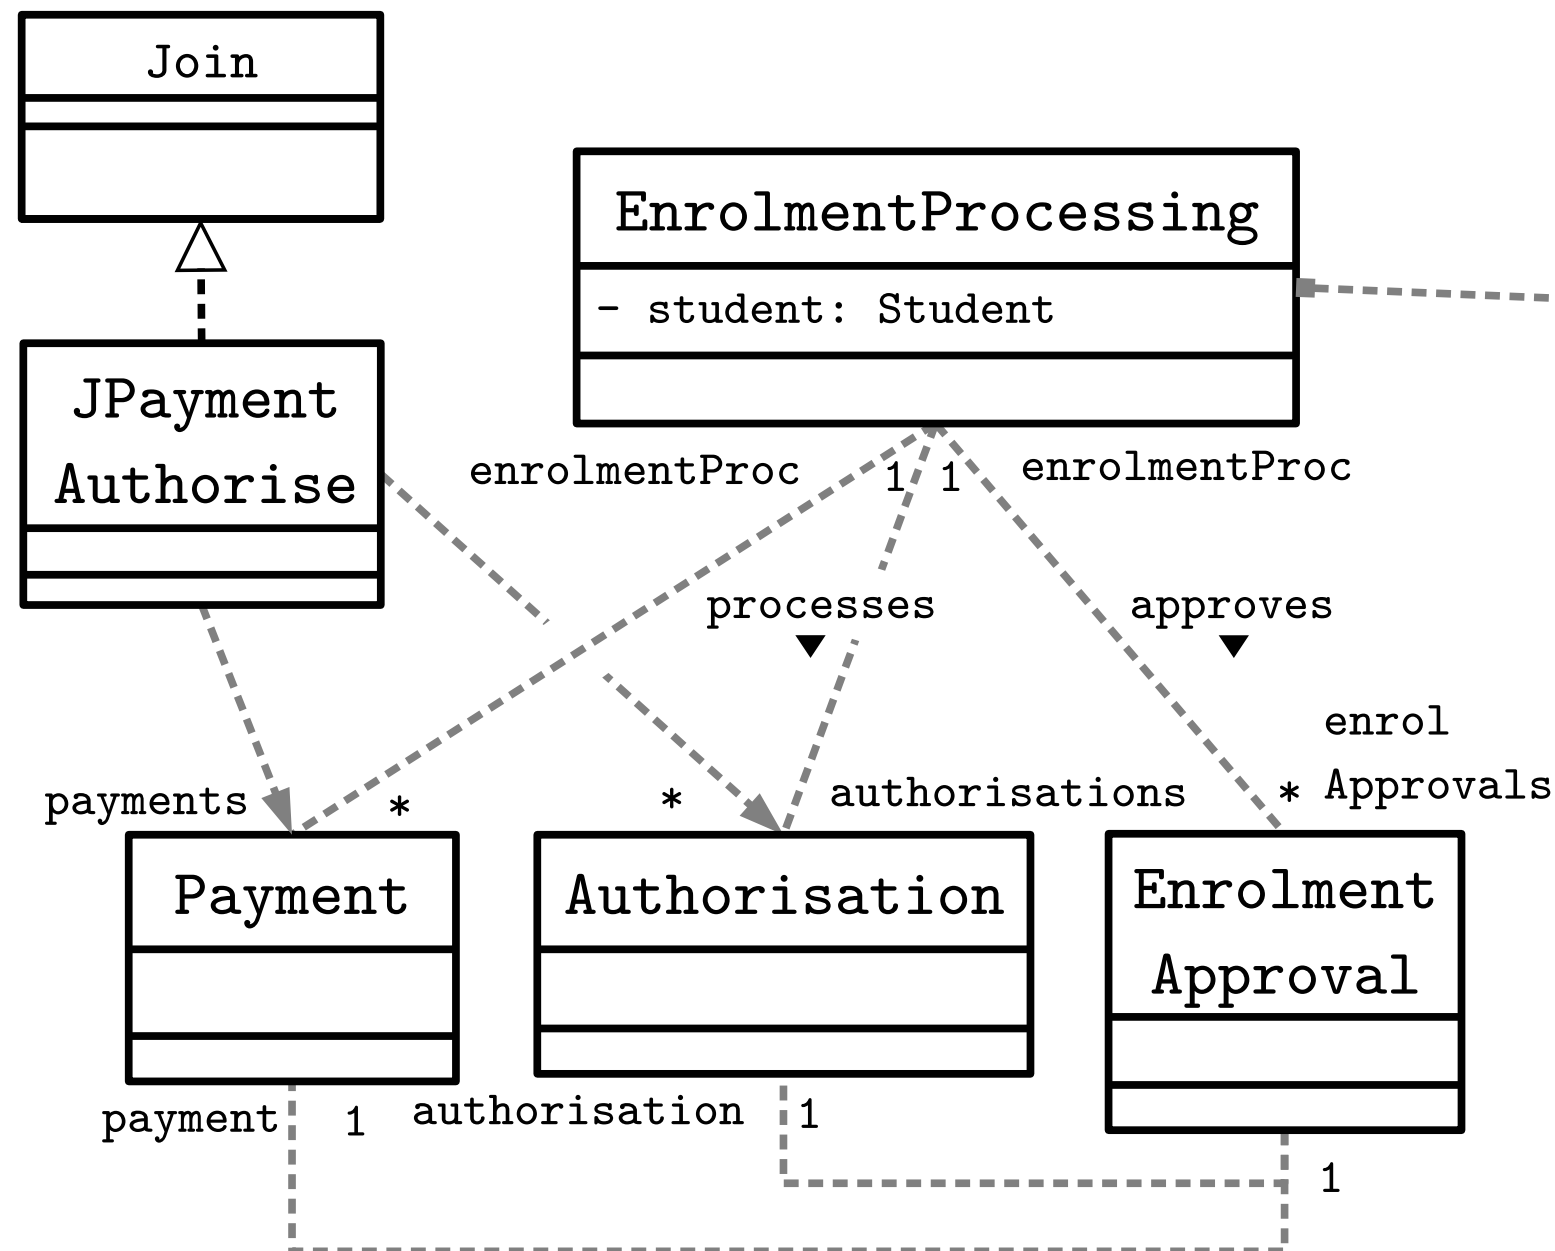 Join
EnrolmentProcessing
- student: Student
JPayment
Authorise
enrolmentProc
1
1
enrolmentProc
processes
approves
enrol
Approvals
payments
*
*
authorisations
*
Payment
Authorisation
Enrolment
Approval
payment
1
authorisation
1
1